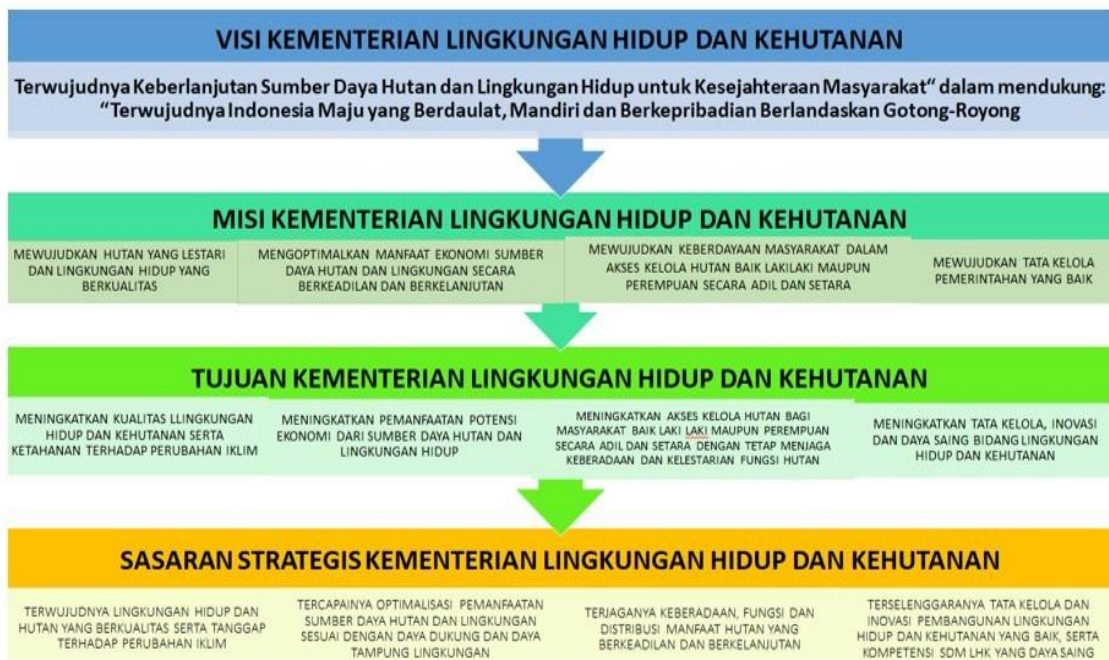 VISI KEMENTERIAN LINGKUNGAN HIDUP DAN KEHUTANAN
Terwujudnya Keberlanjutan Sumber Daya Hutan dan Lingkungan Hidup untuk Kesejahteraan Masyarakat“ dalam mendukung:
“Terwujudnya Indonesia Maju yang Berdaulat, Mandiri dan Berkepribadian Berlandaskan Gotong-Royong
MISI KEMENTERIAN LINGKUNGAN HIDUP DAN KEHUTANAN
MEWUJUDKAN HUTAN YANG LESTARI
DAN LINGKUNGAN HIDUP YANG
BERKUALITAS
MENGOPTIMALKAN MANFAAT EKONOMI SUMBER
DAYA HUTAN DAN LINGKUNGAN SECARA
BERKEADILAN DAN BERKELANJUTAN
MEWUJUDKAN KEBERDAYAAN MASYARAKAT DALAM
AKSES KELOLA HUTAN BAIK LAKILAKI MAUPUN
PEREMPUAN SECARA ADIL DAN SETARA
MEWUJUDKAN TATA KELOLA
PEMERINTAHAN YANG BAIK
TUJUAN KEMENTERIAN LINGKUNGAN HIDUP DAN KEHUTANAN
MENINGKATKAN KUALITAS LLINGKUNGAN
HIDUP DAN KEHUTANAN SERTA
KETAHANAN TERHADAP PERUBAHAN IKLIM
MENINGKATKAN PEMANFAATAN POTENSI
EKONOMI DARI SUMBER DAYA HUTAN DAN
LINGKUNGAN HIDUP
MENINGKATKAN AKSES KELOLA HUTAN BAGI
MASYARAKAT BAIK LAKI LAKI MAUPUN PEREMPUAN
SECARA ADIL DAN SETARA DENGAN TETAP MENJAGA
KEBERADAAN DAN KELESTARIAN FUNGSI HUTAN
MENINGKATKAN TATA KELOLA, INOVASI
DAN DAYA SAING BIDANG LINGKUNGAN
HIDUP DAN KEHUTANAN
SASARAN STRATEGIS KEMENTERIAN LINGKUNGAN HIDUP DAN KEHUTANAN
TERWUJUDNYA LINGKUNGAN HIDUP DAN
HUTAN YANG BERKUALITAS SERTA TANGGAP
TERHADAP PERUBAHAN IKLIM
TERCAPAINYA OPTIMALISASI PEMANFAATAN
SUMBER DAYA HUTAN DAN LINGKUNGAN
SESUAI DENGAN DAYA DUKUNG DAN DAYA
TAMPUNG LINGKUNGAN
TERJAGANYA KEBERADAAN, FUNGSI DAN
DISTRIBUSI MANFAAT HUTAN YANG
BERKEADILAN DAN BERKELANJUTAN
TERSELENGGARANYA TATA KELOLA DAN
INOVASI PEMBANGUNAN LINGKUNGAN
HIDUP DAN KEHUTANAN YANG BAIK, SERTA
KOMPETENSI SDM LHK YANG DAYA SAING